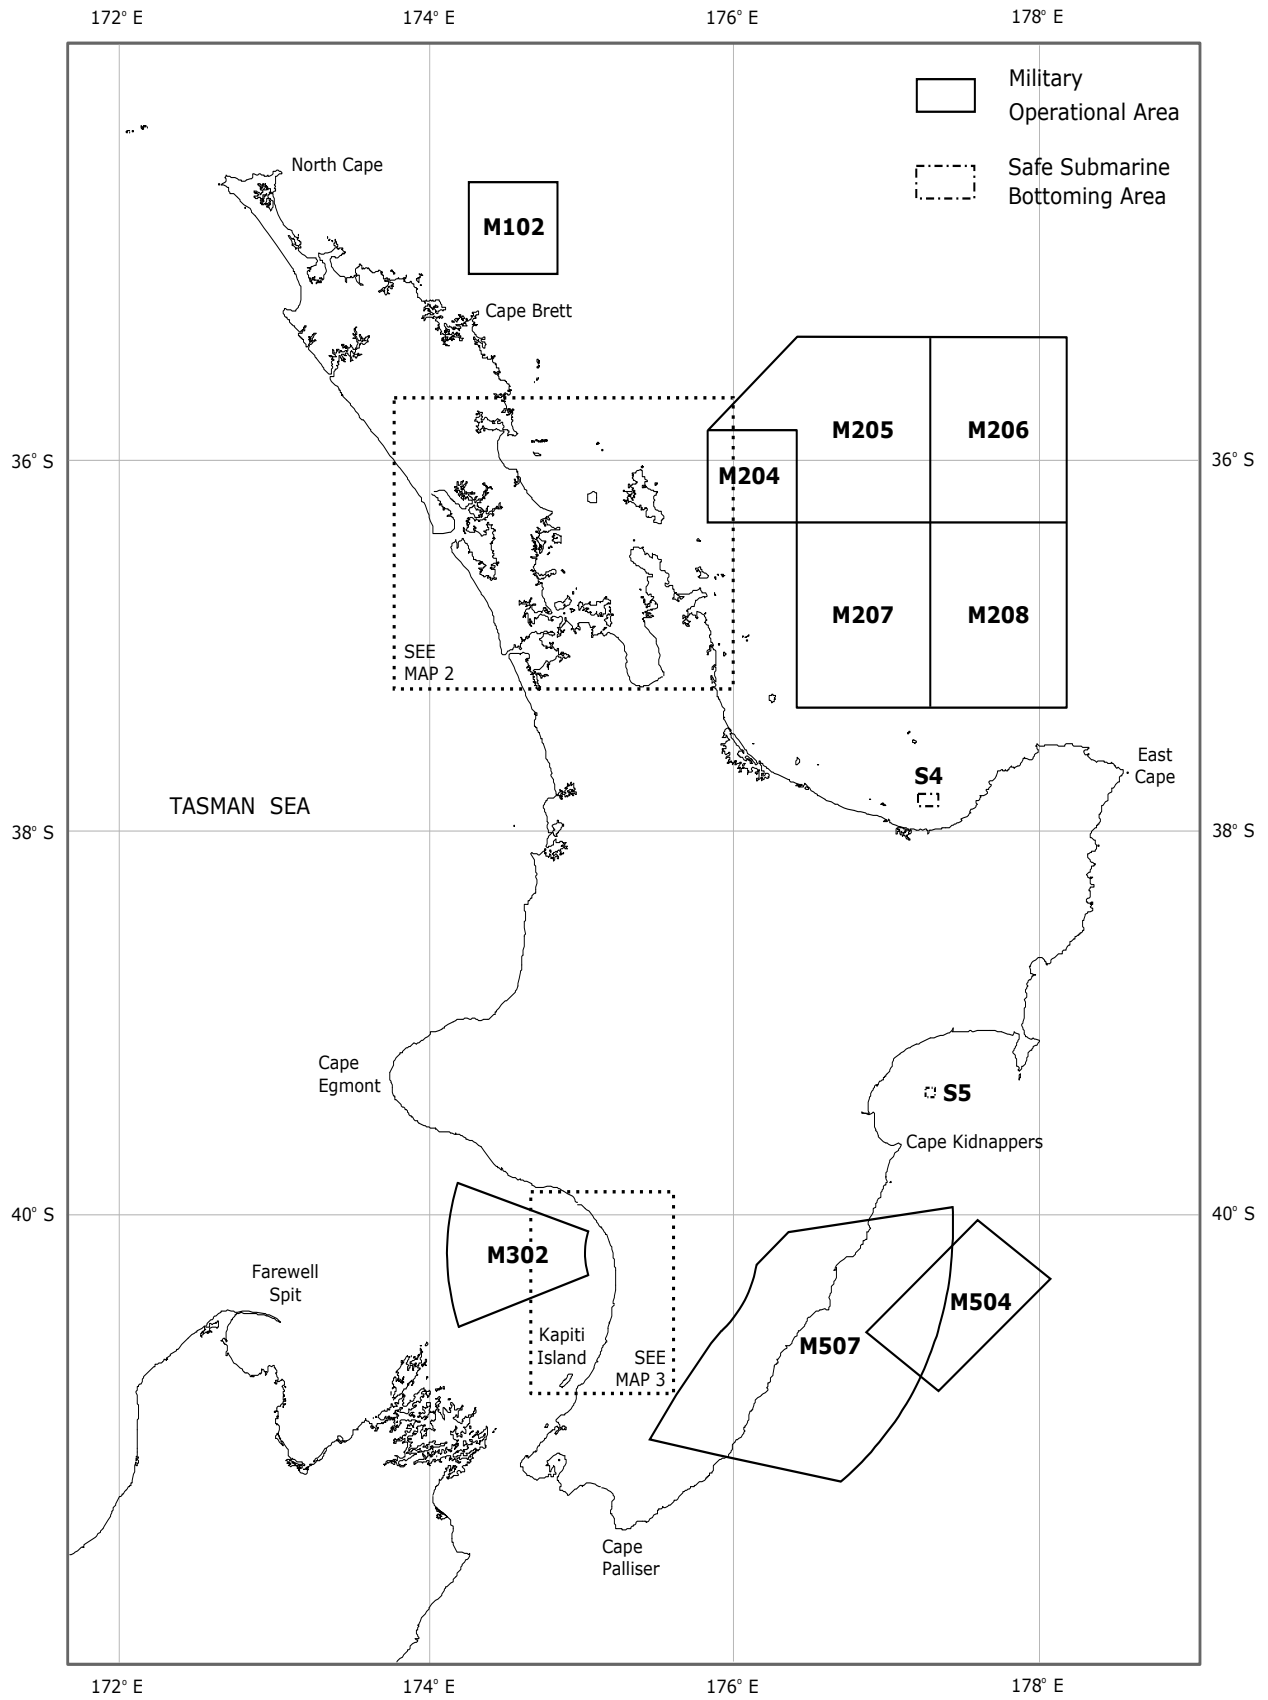 172° E
174° E
176° E
178° E
Military
Operational Area
Safe Submarine
Bottoming Area
North Cape
M102
Cape Brett
M205
M206
36° S
36° S
M204
M207
M208
SEE
MAP 2
East
Cape
S4
TASMAN SEA
38° S
38° S
Cape
Egmont
S5
Cape Kidnappers
40° S
40° S
M302
Farewell
Spit
M504
Kapiti
Island
SEE
MAP 3
M507
Cape
Palliser
172° E
174° E
176° E
178° E